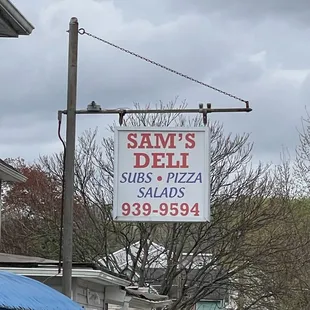 SAM'S
DELI
SUBS • PIZZA
SALADS
939-9594